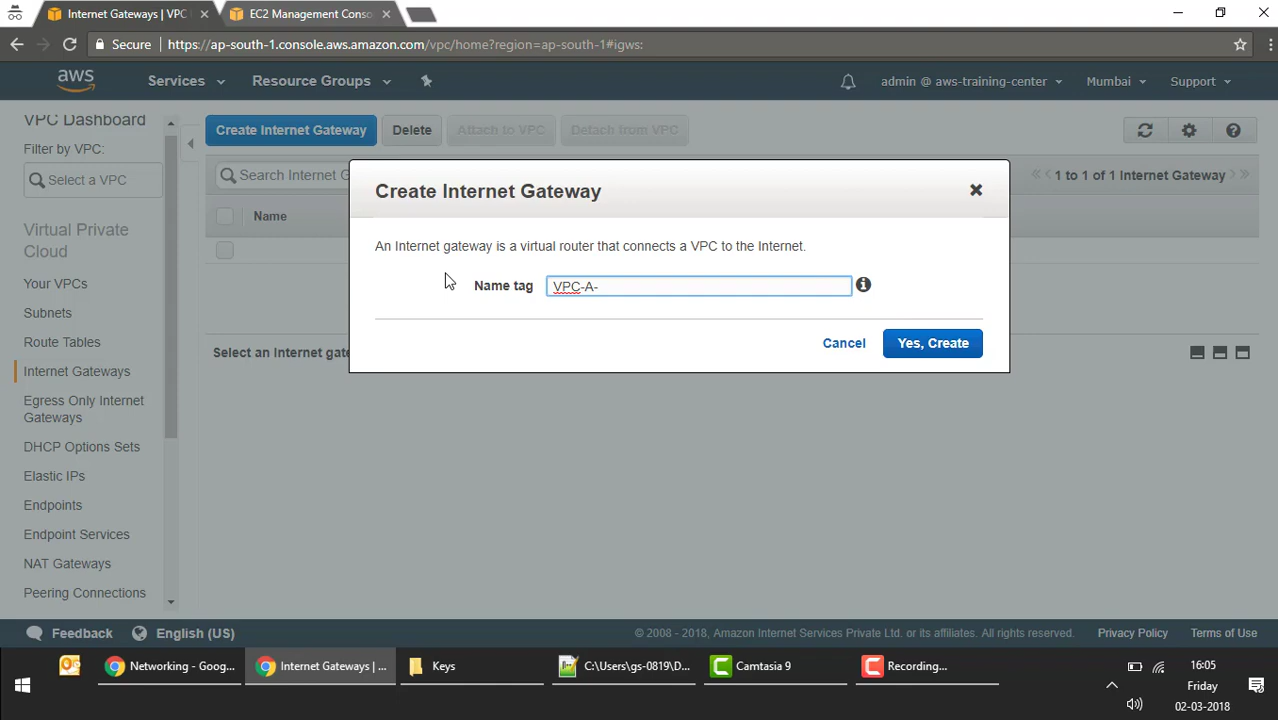 Internet Gateways | VPC
EC2 Management Conso
Secure
https://ap-south-1.console.aws.amazon.com/vpc/home?region=ap-south-1#igws:
aws
Services
Resource Groups
admin @ aws-training-center
Mumbai
Support
VPC Dashboard
Filter by VPC:
Select a VPC
Virtual Private
Cloud
Your VPCs
Subnets
Route Tables
Internet Gateways
Egress Only Internet
Gateways
DHCP Options Sets
Elastic IPs
Endpoints
Endpoint Services
NAT Gateways
Peering Connections
Create Internet Gateway
Delete
Attach to VPC
Detach from VPC
Search Internet G
1 to 1 of 1 Internet Gateway
Name
Select an Internet gate
Create Internet Gateway
An Internet gateway is a virtual router that connects a VPC to the Internet.
Name tag
VPC-A-
Cancel
Yes, Create
Feedback
English (US)
© 2008 - 2018, Amazon Internet Services Private Ltd. or its affiliates. All rights reserved.
Privacy Policy
Terms of Use
Networking - Goog...
Internet Gateways | ...
Keys
C:\Users\gs-0819\D...
Camtasia 9
Recording...
16:05
Friday
02-03-2018